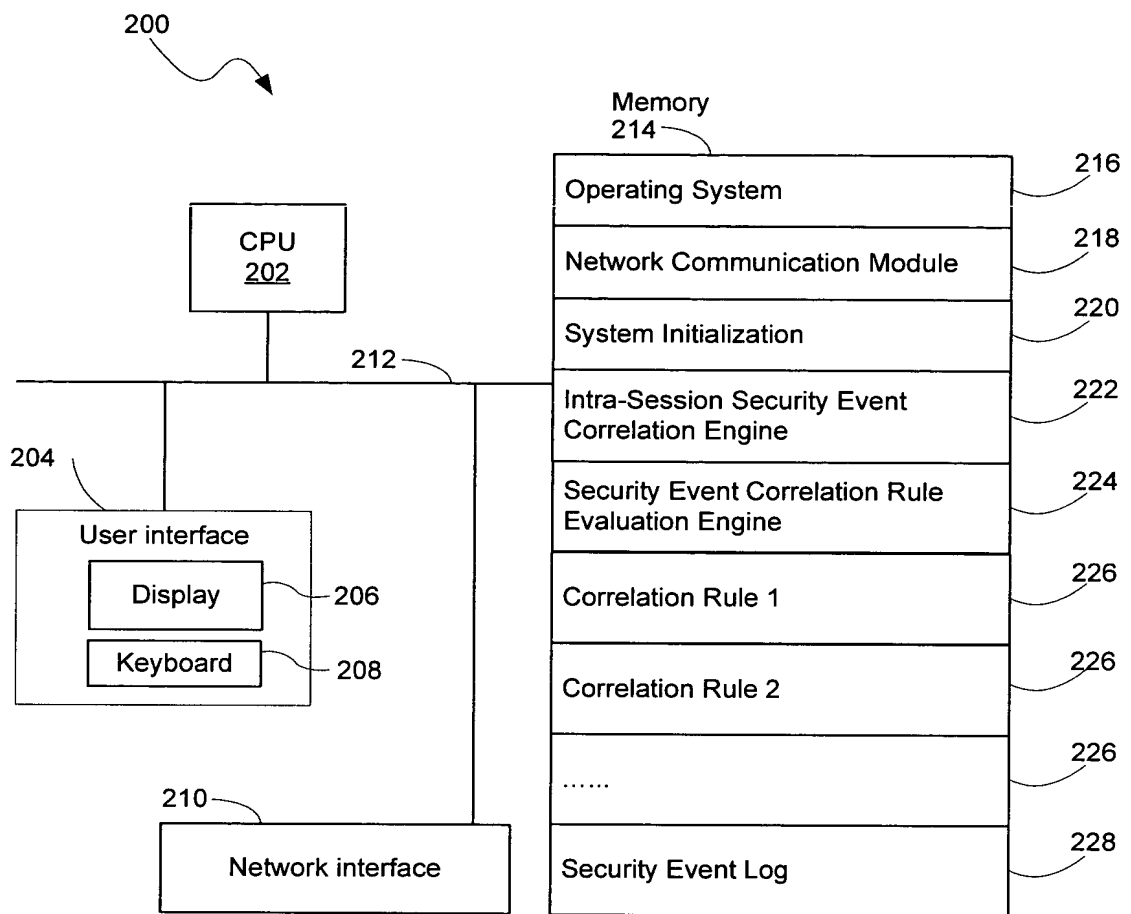 200
Memory
214
Operating System
216
CPU
202
Network Communication Module
218
System Initialization
220
212
Intra-Session Security Event
Correlation Engine
222
204
Security Event Correlation Rule
Evaluation Engine
224
User interface
Display
206
Keyboard
208
Correlation Rule 1
226
Correlation Rule 2
226
......
226
210
Network interface
Security Event Log
228